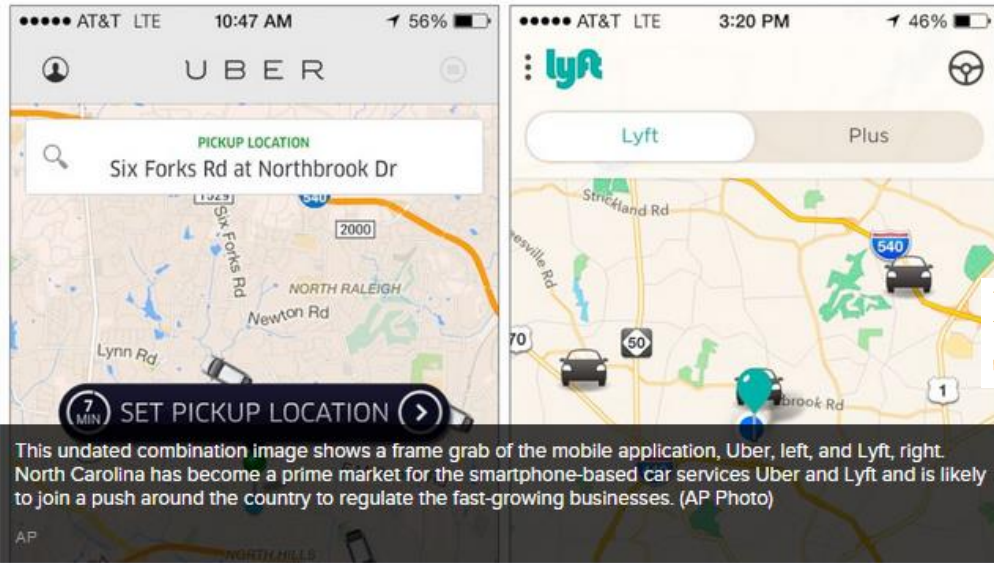 AT&T LTE 10:47 AM 56%
UBER
PICKUP LOCATION
Six Forks Rd at Northbrook Dr
540
2000
Six Forks Rd
NORTH RALEIGH
Newton Rd
Lynn Rd
7 MIN SET PICKUP LOCATION
AT&T LTE 3:20 PM 46%
lyft
Lyft Plus
Strickland Rd
540
esville Rd
70
50
1
brook Rd
This undated combination image shows a frame grab of the mobile application, Uber, left, and Lyft, right.
North Carolina has become a prime market for the smartphone-based car services Uber and Lyft and is likely
to join a push around the country to regulate the fast-growing businesses. (AP Photo)
AP
NORTH HILLS